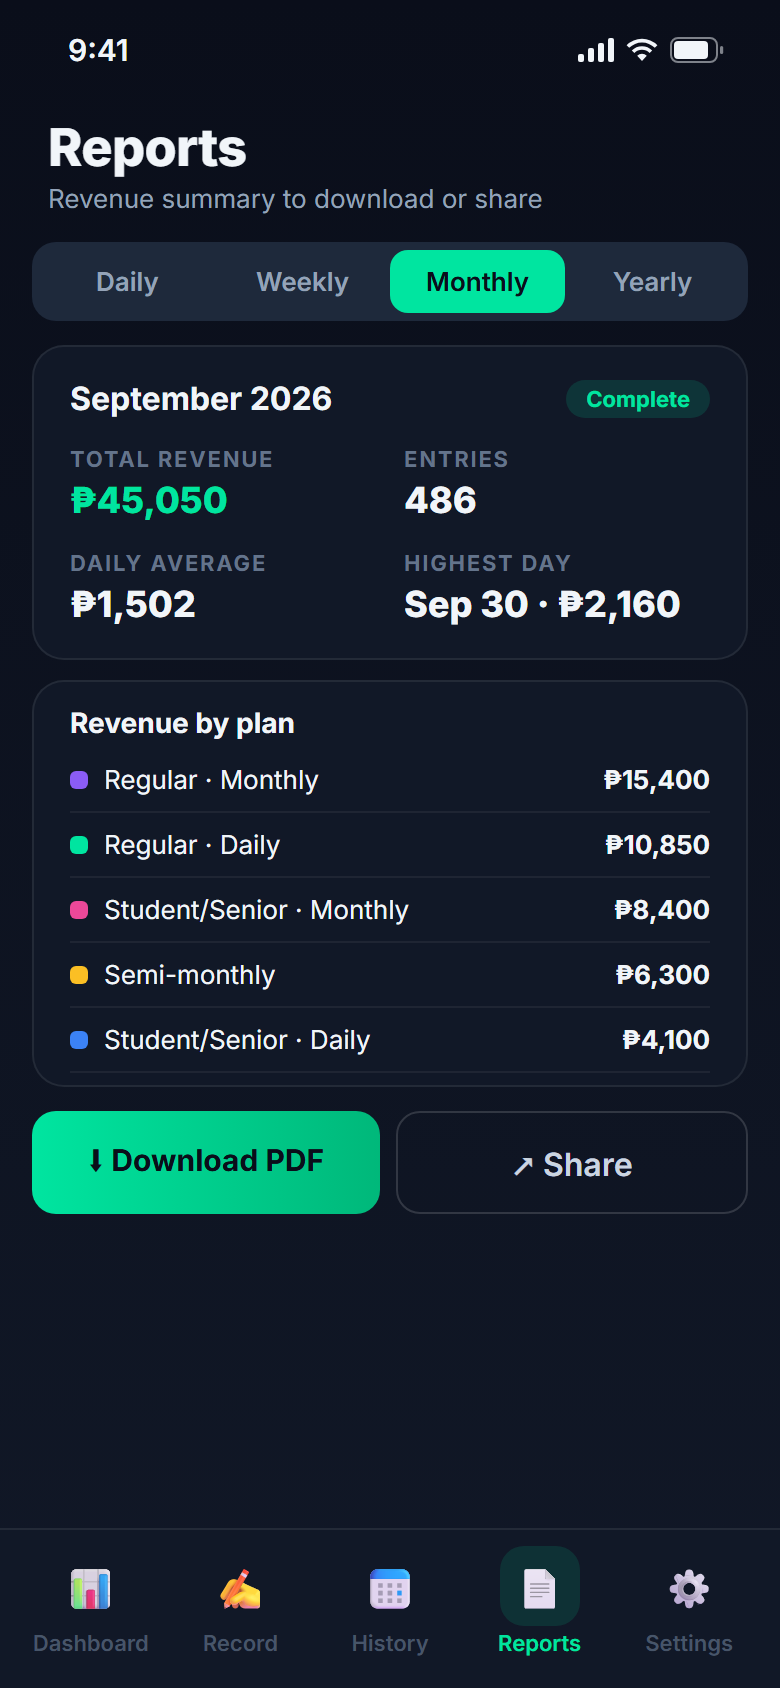 9:41
Reports
Revenue summary to download or share
Daily Weekly Monthly Yearly
September 2026 Complete
TOTAL REVENUE ENTRIES
₱45,050 486
DAILY AVERAGE HIGHEST DAY
₱1,502 Sep 30 · ₱2,160
Revenue by plan
Regular · Monthly ₱15,400
Regular · Daily ₱10,850
Student/Senior · Monthly ₱8,400
Semi-monthly ₱6,300
Student/Senior · Daily ₱4,100
⬇ Download PDF ↗ Share
Dashboard Record History Reports Settings